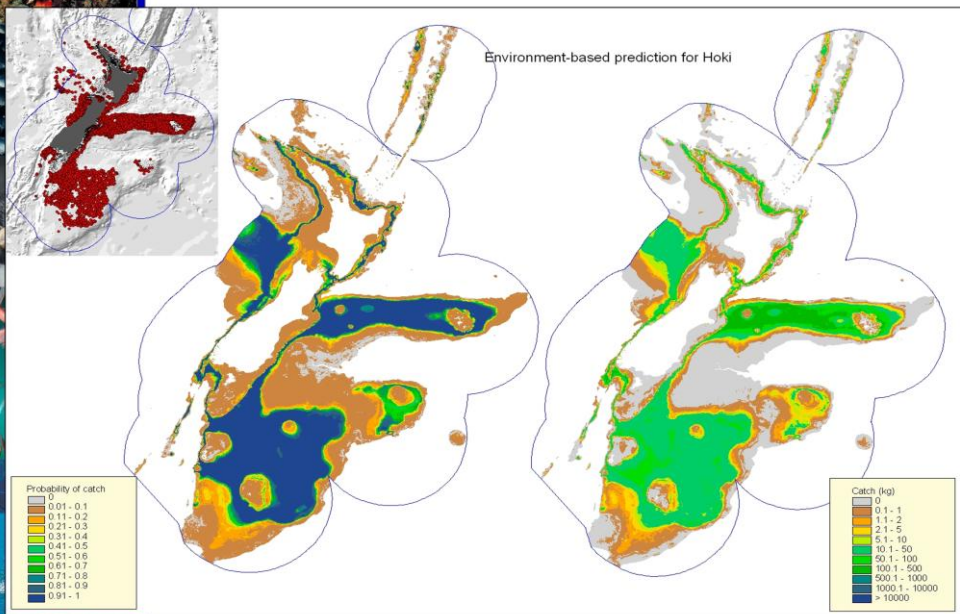 Environment-based prediction for Hoki
Probability of catch
0
0.01 - 0.1
0.11 - 0.2
0.21 - 0.3
0.31 - 0.4
0.41 - 0.5
0.51 - 0.6
0.61 - 0.7
0.71 - 0.8
0.81 - 0.9
0.91 - 1
Catch (kg)
0
0.1 - 1
1.1 - 2
2.1 - 5
5.1 - 10
10.1 - 50
50.1 - 100
100.1 - 500
500.1 - 1000
1000.1 - 10000
> 10000